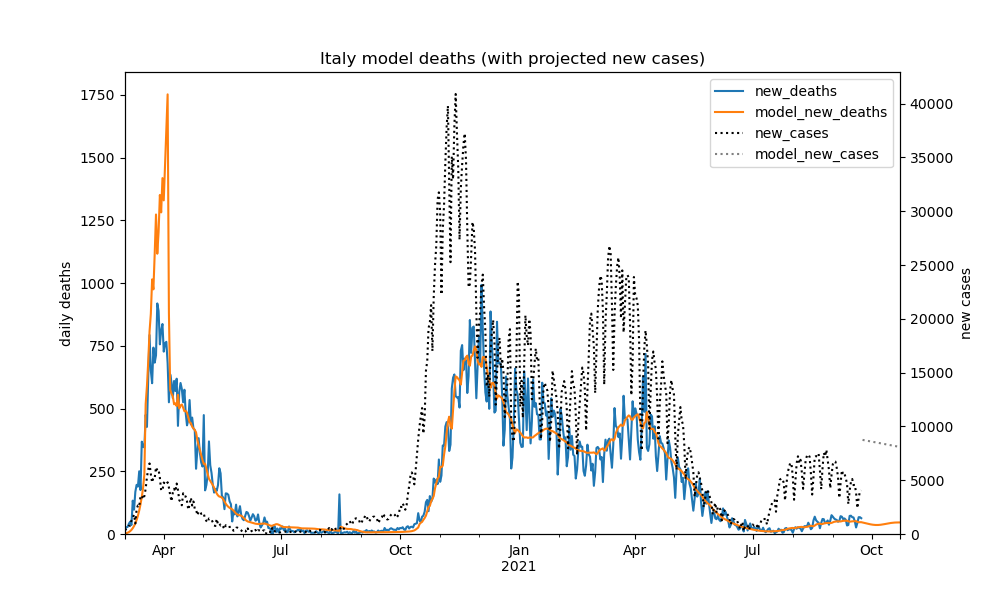 Italy model deaths (with projected new cases)
new_deaths
model_new_deaths
new_cases
model_new_cases
daily deaths
1750
1500
1250
1000
750
500
250
0
40000
35000
30000
25000
20000
15000
10000
5000
0
new cases
Apr Jul Oct Jan Apr Jul Oct
2021